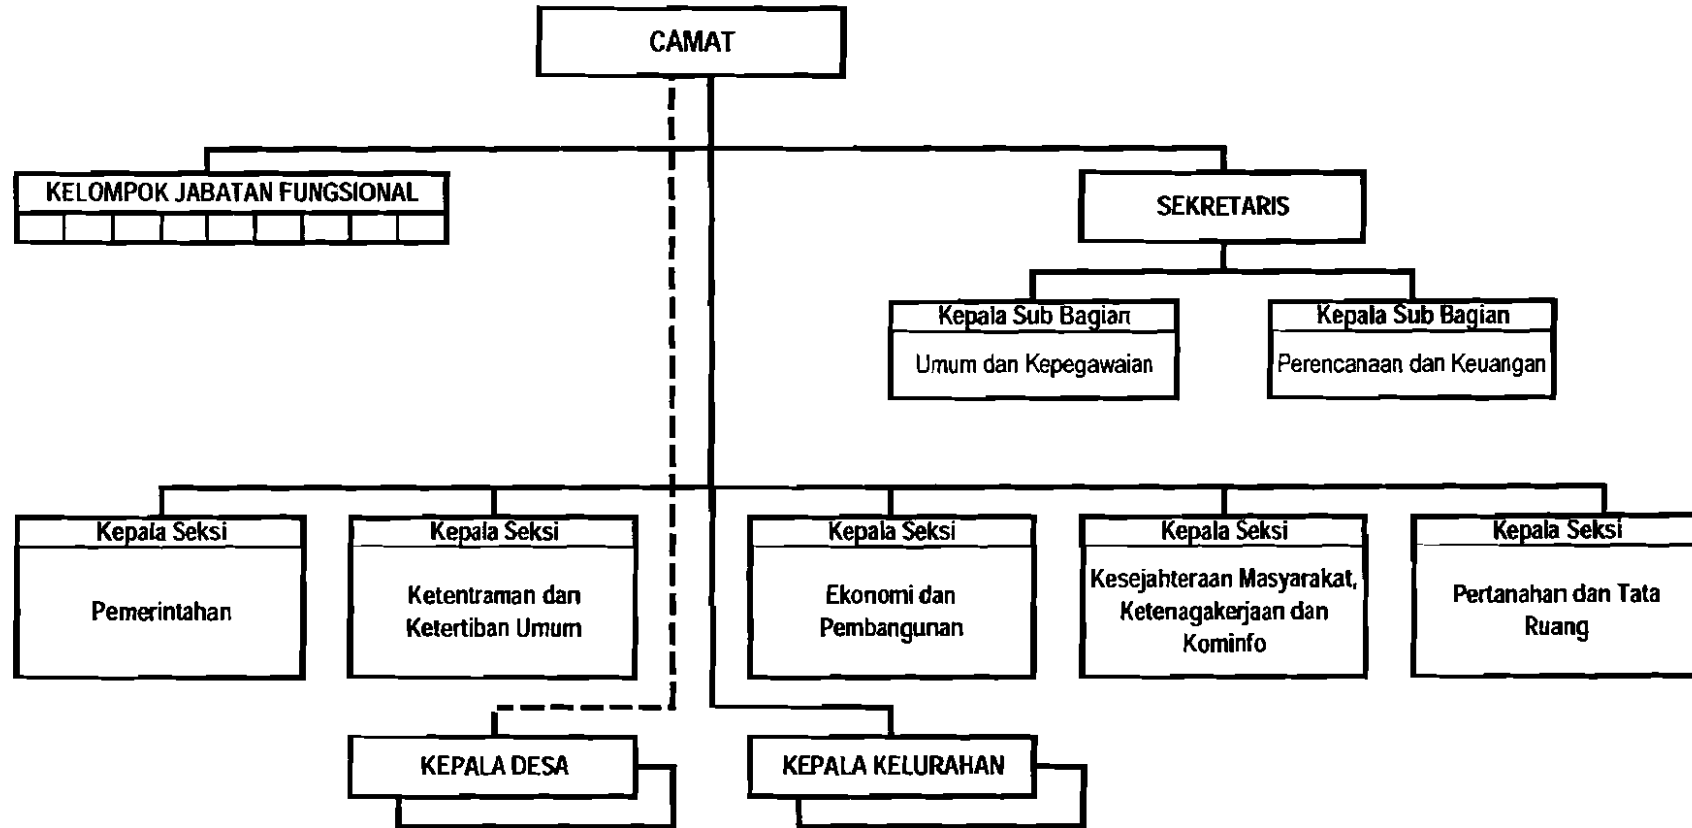 CAMAT
KELOMPOK JABATAN FUNGSIONAL
SEKRETARIS
Kepala Sub Bagian
Umum dan Kepegawaian
Kepala Sub Bagian
Perencanaan dan Keuangan
Kepala Seksi
Pemerintahan
Kepala Seksi
Ketentraman dan
Ketertiban Umum
Kepala Seksi
Ekonomi dan
Pembangunan
Kepala Seksi
Kesejahteraan Masyarakat,
Ketenagakerjaan dan
Kominfo
Kepala Seksi
Pertanahan dan Tata
Ruang
KEPALA DESA
KEPALA KELURAHAN